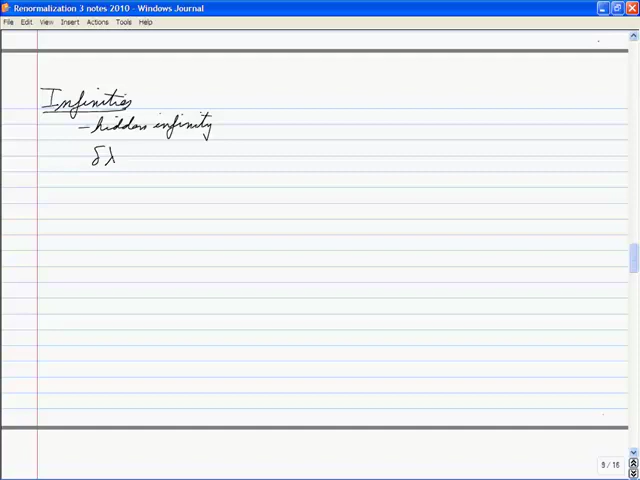 Renormalization 3 notes 2010 - Windows Journal
File Edit View Insert Actions Tools Help
Infinities
- hidden infinity
δλ
9 / 16